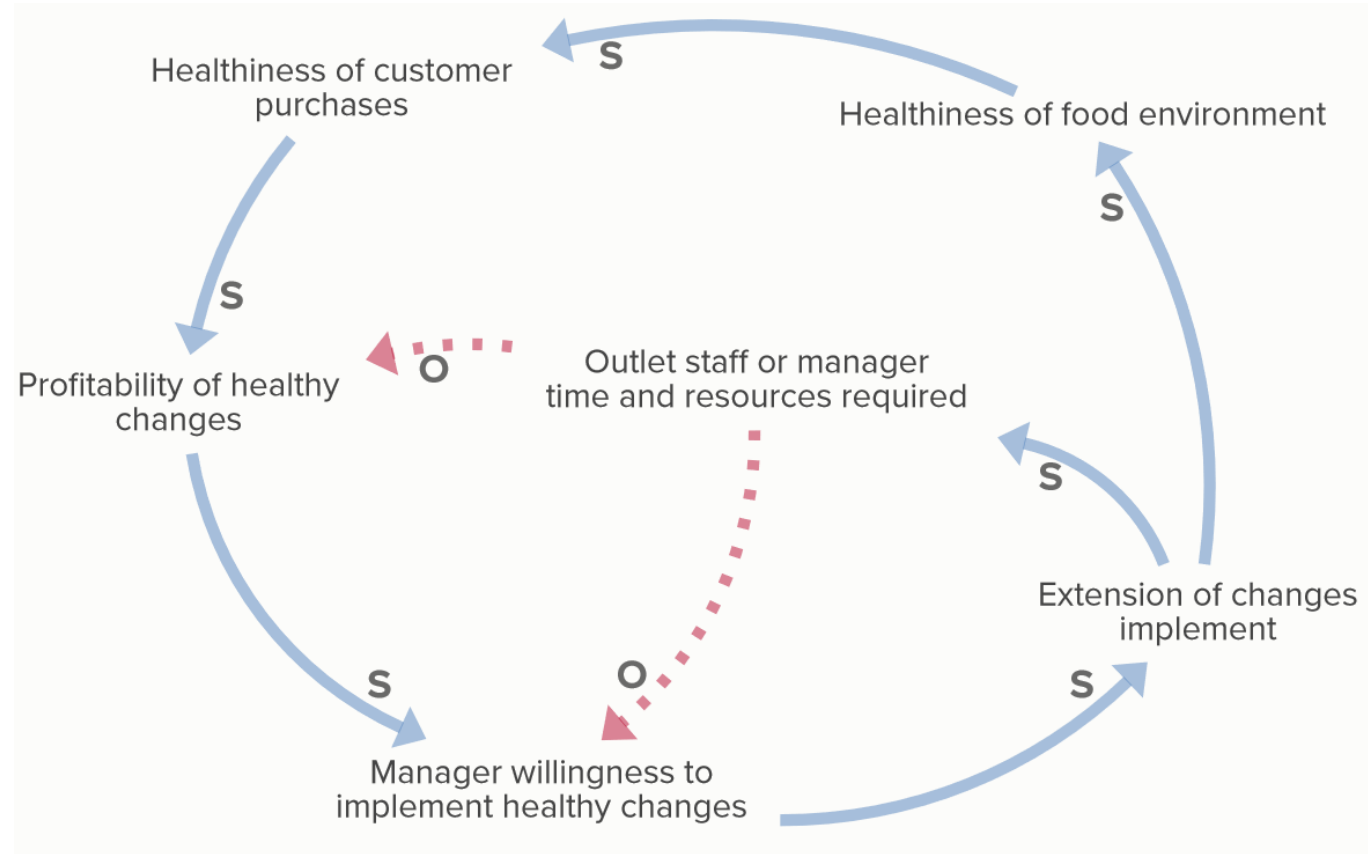 Healthiness of customer
purchases
S
Healthiness of food environment
S
S
Profitability of healthy
changes
O
Outlet staff or manager
time and resources required
S
Extension of changes
implement
S
O
S
Manager willingness to
implement healthy changes